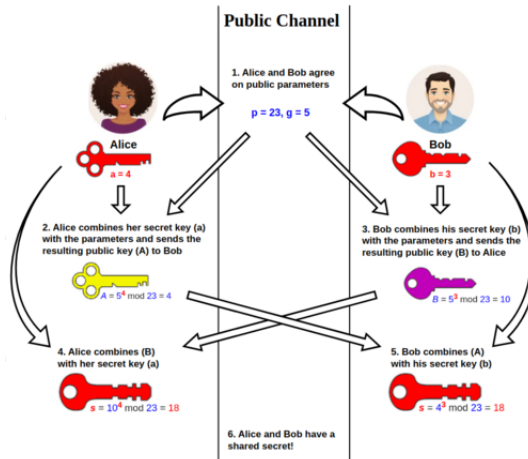 Public Channel
1. Alice and Bob agree
on public parameters
p = 23, g = 5
Alice
a = 4
Bob
b = 3
2. Alice combines her secret key (a)
with the parameters and sends the
resulting public key (A) to Bob
A = 5⁴ mod 23 = 4
3. Bob combines his secret key (b)
with the parameters and sends the
resulting public key (B) to Alice
B = 5³ mod 23 = 10
4. Alice combines (B)
with her secret key (a)
s = 10⁴ mod 23 = 18
5. Bob combines (A)
with his secret key (b)
s = 4³ mod 23 = 18
6. Alice and Bob have a
shared secret!